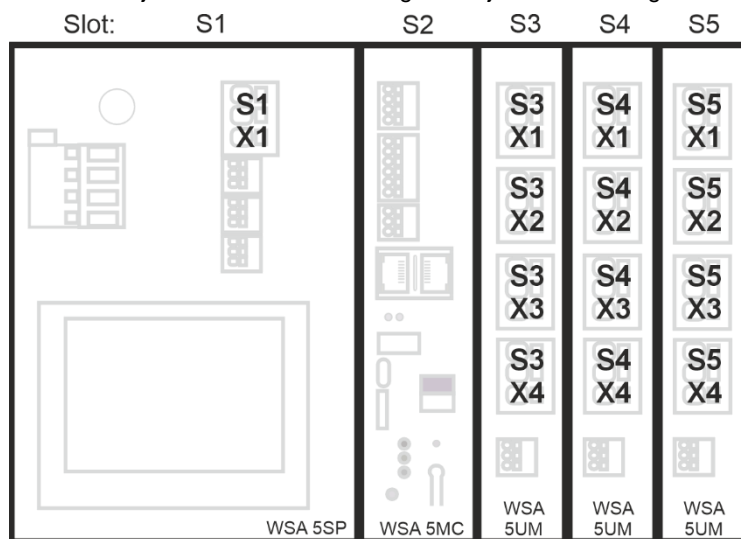 Slot: S1 S2 S3 S4 S5
S1 S3 S4 S5
X1 X1 X1 X1
S3 S4 S5
X2 X2 X2
S3 S4 S5
X3 X3 X3
S3 S4 S5
X4 X4 X4
WSA WSA WSA
WSA 5SP WSA 5MC 5UM 5UM 5UM